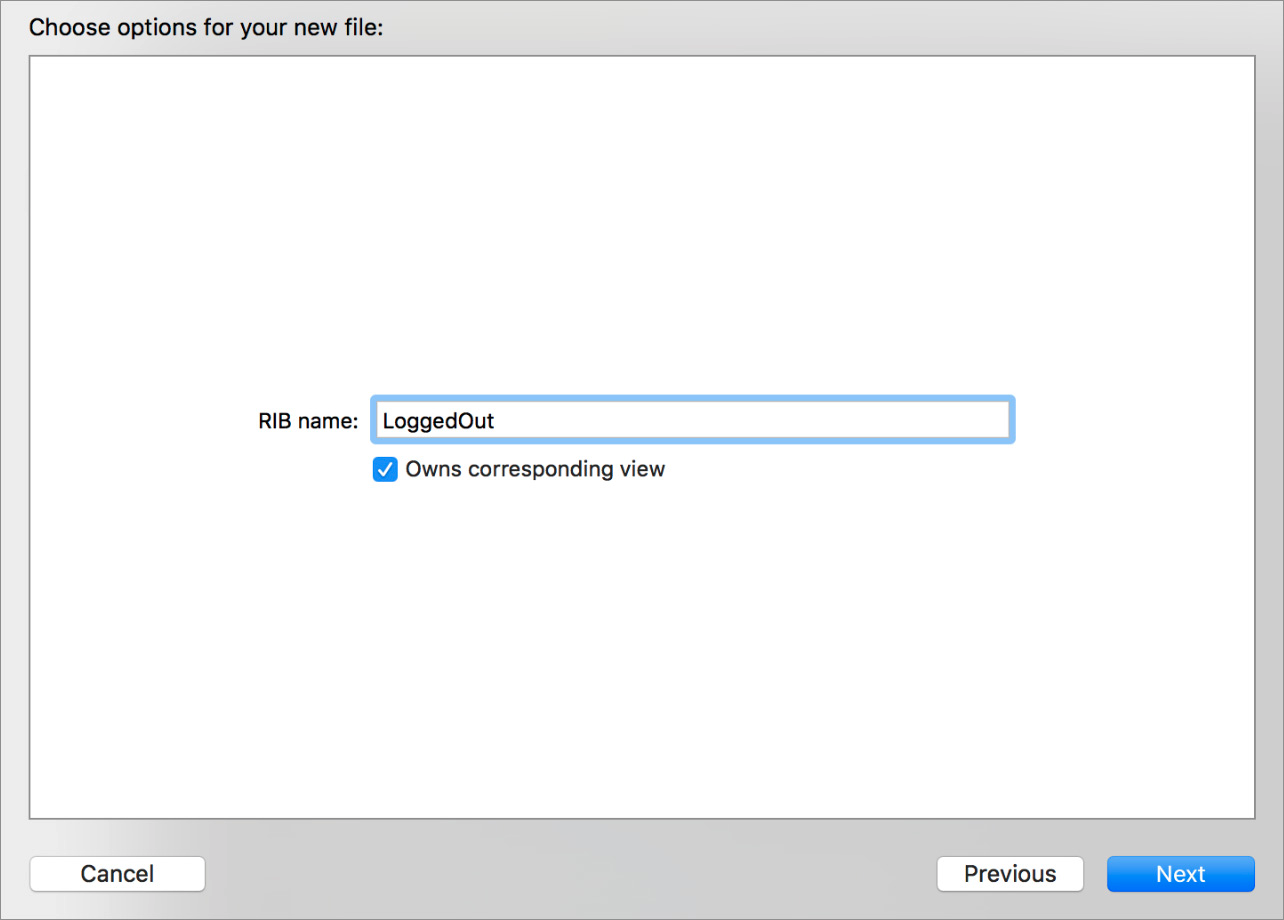 Choose options for your new file:
RIB name: LoggedOut
Owns corresponding view
Cancel Previous Next